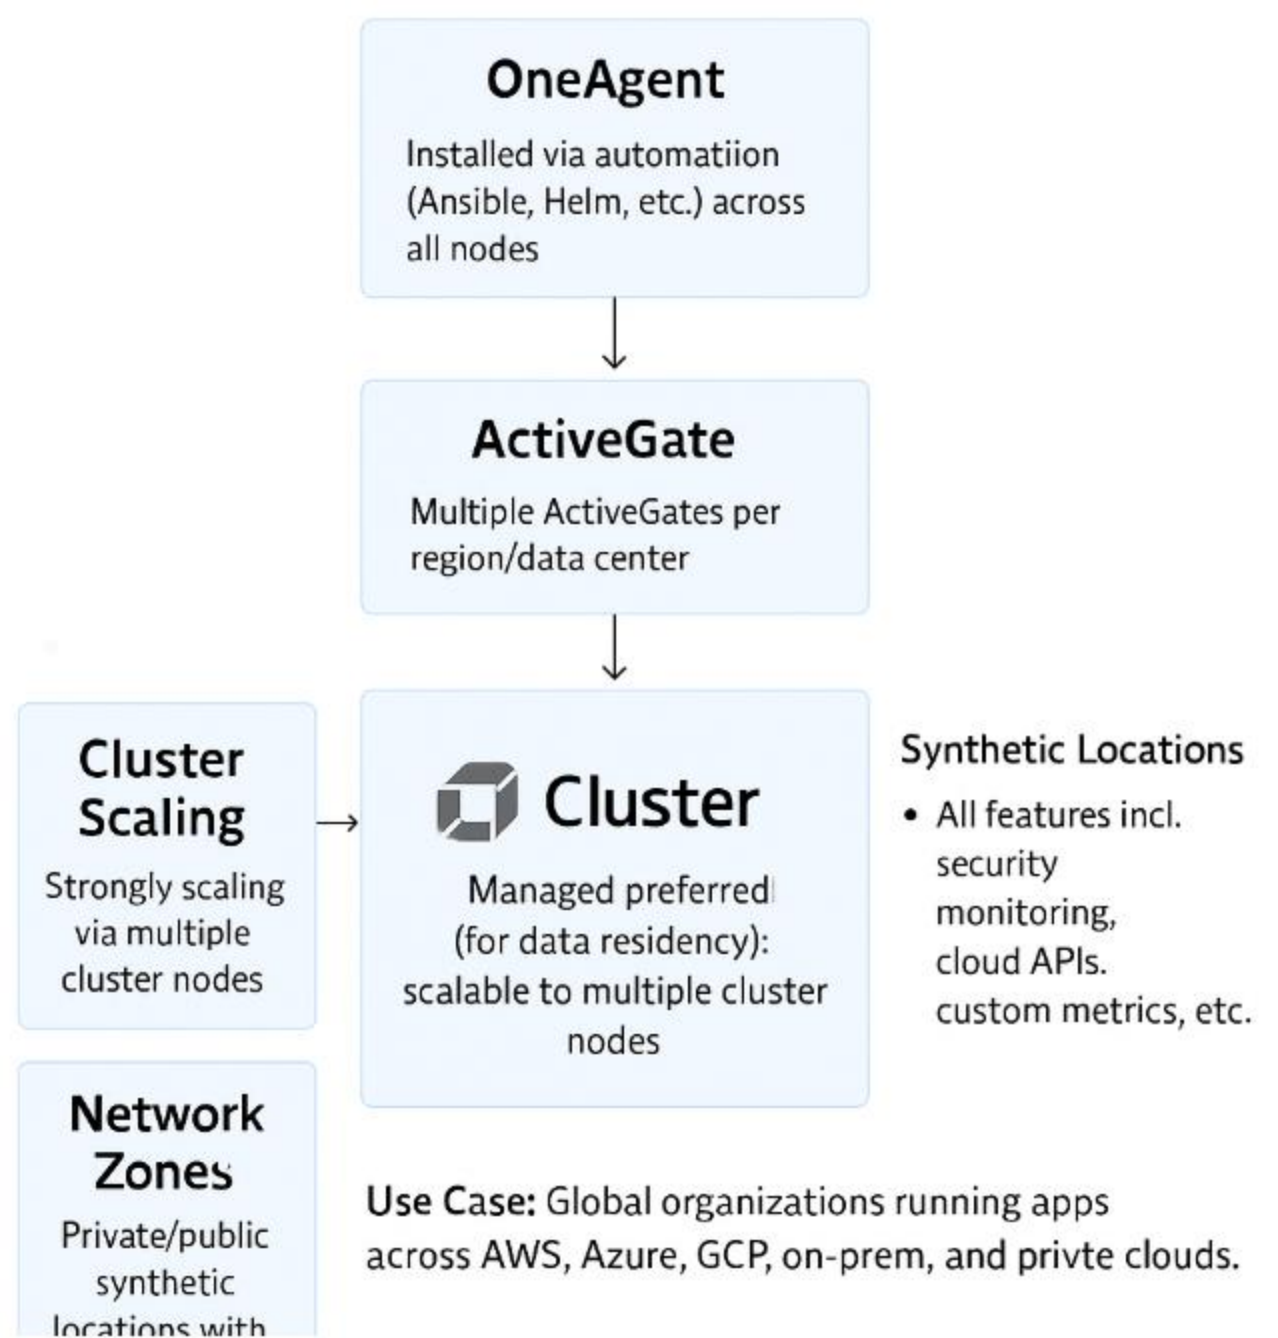 OneAgent
Installed via automatiion
(Ansible, Helm, etc.) across
all nodes
ActiveGate
Multiple ActiveGates per
region/data center
Cluster
Scaling
Strongly scaling
via multiple
cluster nodes
Cluster
Managed preferred
(for data residency):
scalable to multiple cluster
nodes
Synthetic Locations
• All features incl.
security
monitoring,
cloud APIs.
custom metrics, etc.
Network
Zones
Private/public
synthetic
locations with
Use Case: Global organizations running apps
across AWS, Azure, GCP, on-prem, and privte clouds.